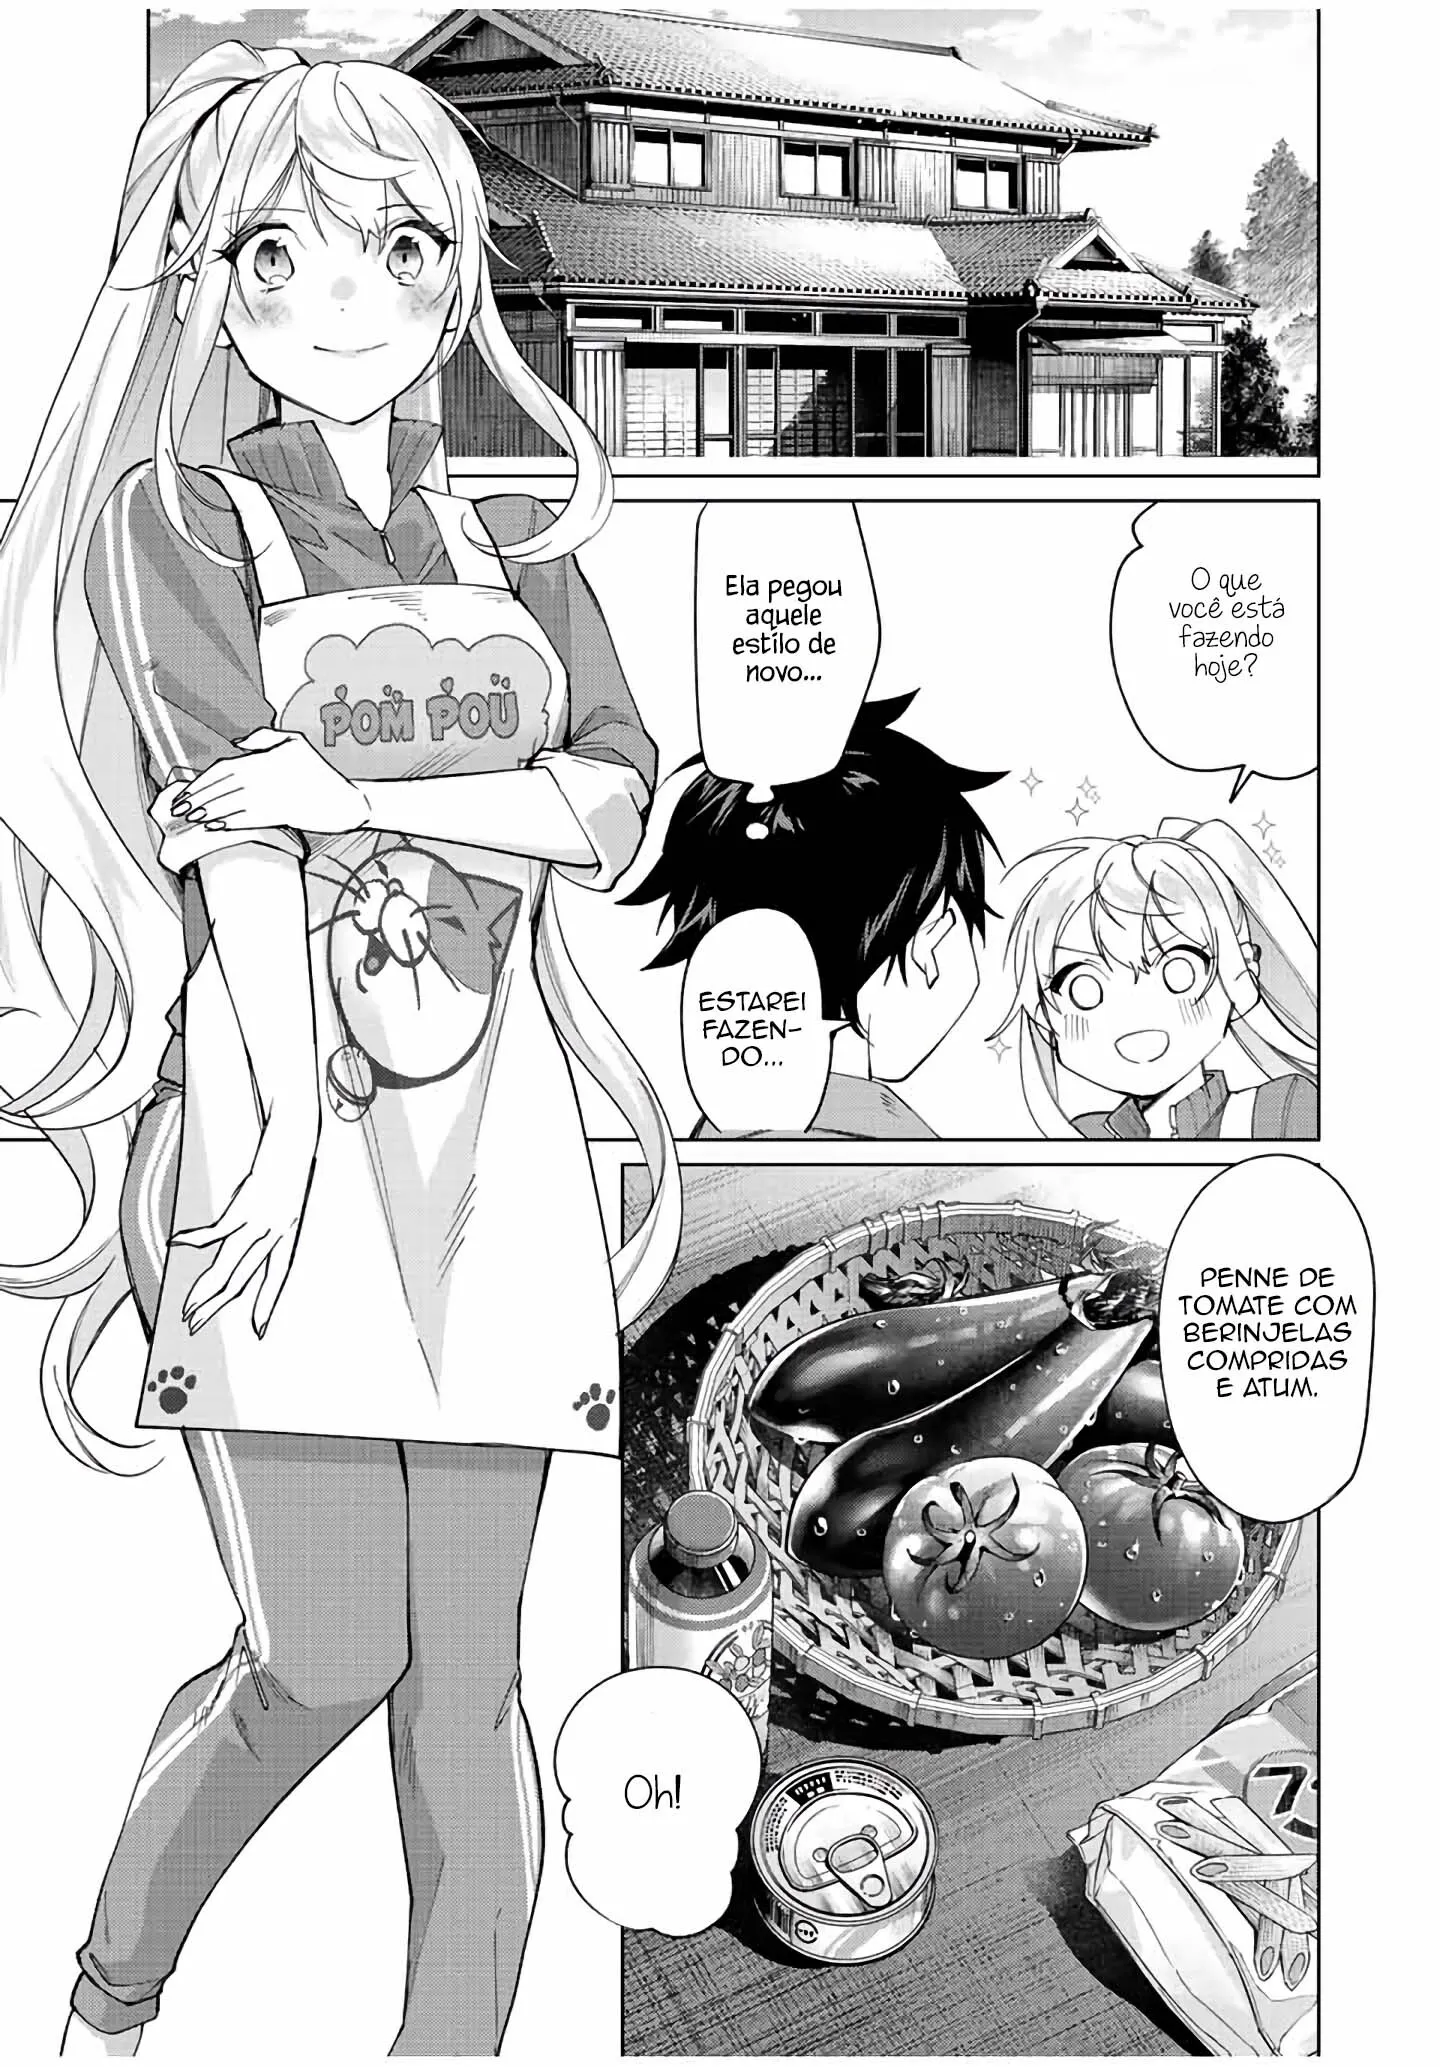 O que
você está
fazendo
hoje?
Ela pegou
aquele
estilo de
novo...
POM POU
ESTAREI
FAZEN-
DO...
PENNE DE
TOMATE COM
BERINJELAS
COMPRIDAS
E ATUM.
Oh!